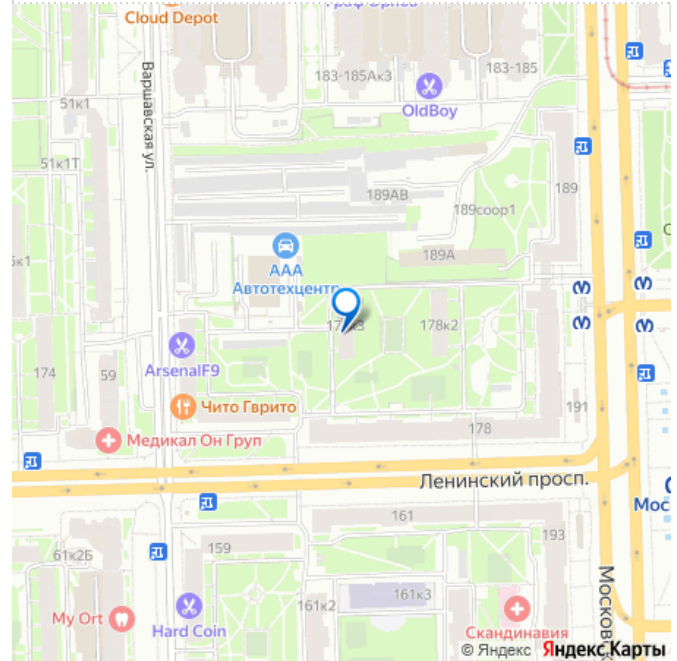 Cloud Depot
183-185Ак3
183-185
OldBoy
51к1
Варшавская ул.
51к1Т
189АВ
189
189соор1
189А
ААА
Автотехцентр
178к2
ArsenalF9
174
59
Чито Гврито
191
178
Медикал Он Груп
Ленинский просп.
Мос
161
193
159
61к2Б
161к2
161к3
Московс
My Ort
Hard Coin
Скандинавия
© Яндекс Яндекс Карты